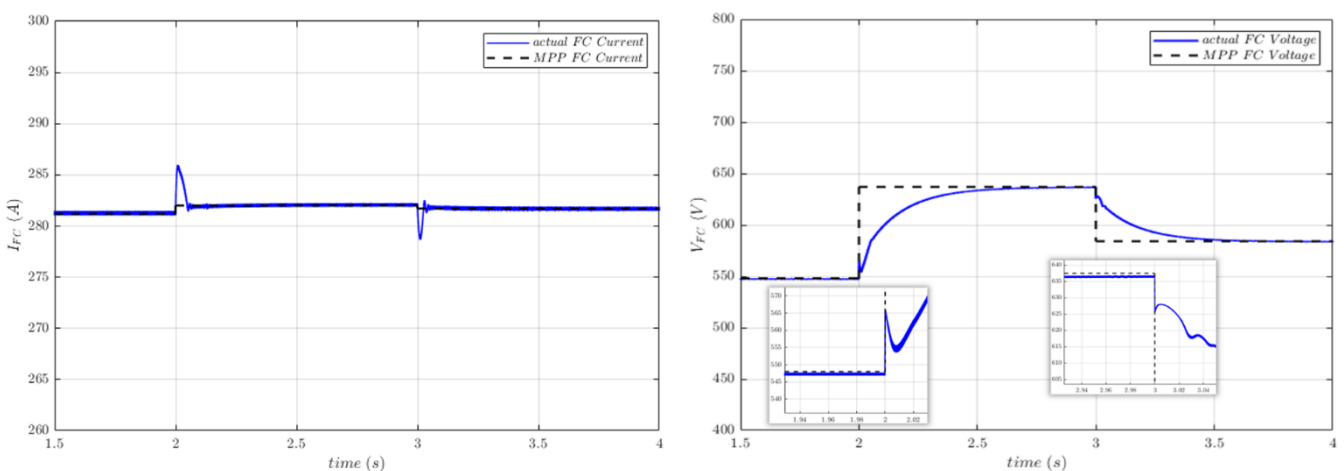 300
295
290
285
280
275
270
265
260
1.5 2 2.5 3 3.5 4
time (s)
I_FC (A)
actual FC Current
MPP FC Current
800
750
700
650
600
550
500
450
400
1.5 2 2.5 3 3.5 4
time (s)
V_FC (V)
actual FC Voltage
MPP FC Voltage
570
565
560
555
550
545
540
1.94 1.96 1.98 2 2.02
640
635
630
625
620
615
610
605
2.94 2.96 2.98 3 3.02 3.04